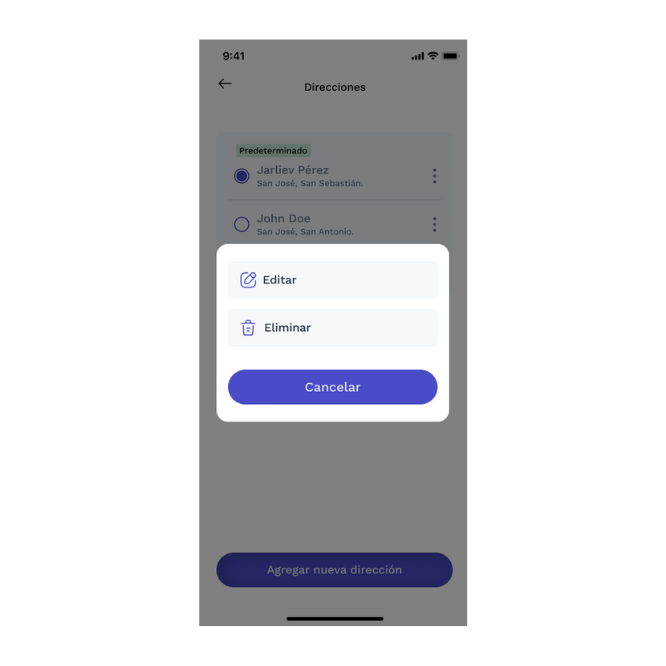 9:41
Direcciones
Predeterminado
Jarliev Pérez
San José, San Sebastián.
John Doe
San José, San Antonio.
Editar
Eliminar
Cancelar
Agregar nueva dirección